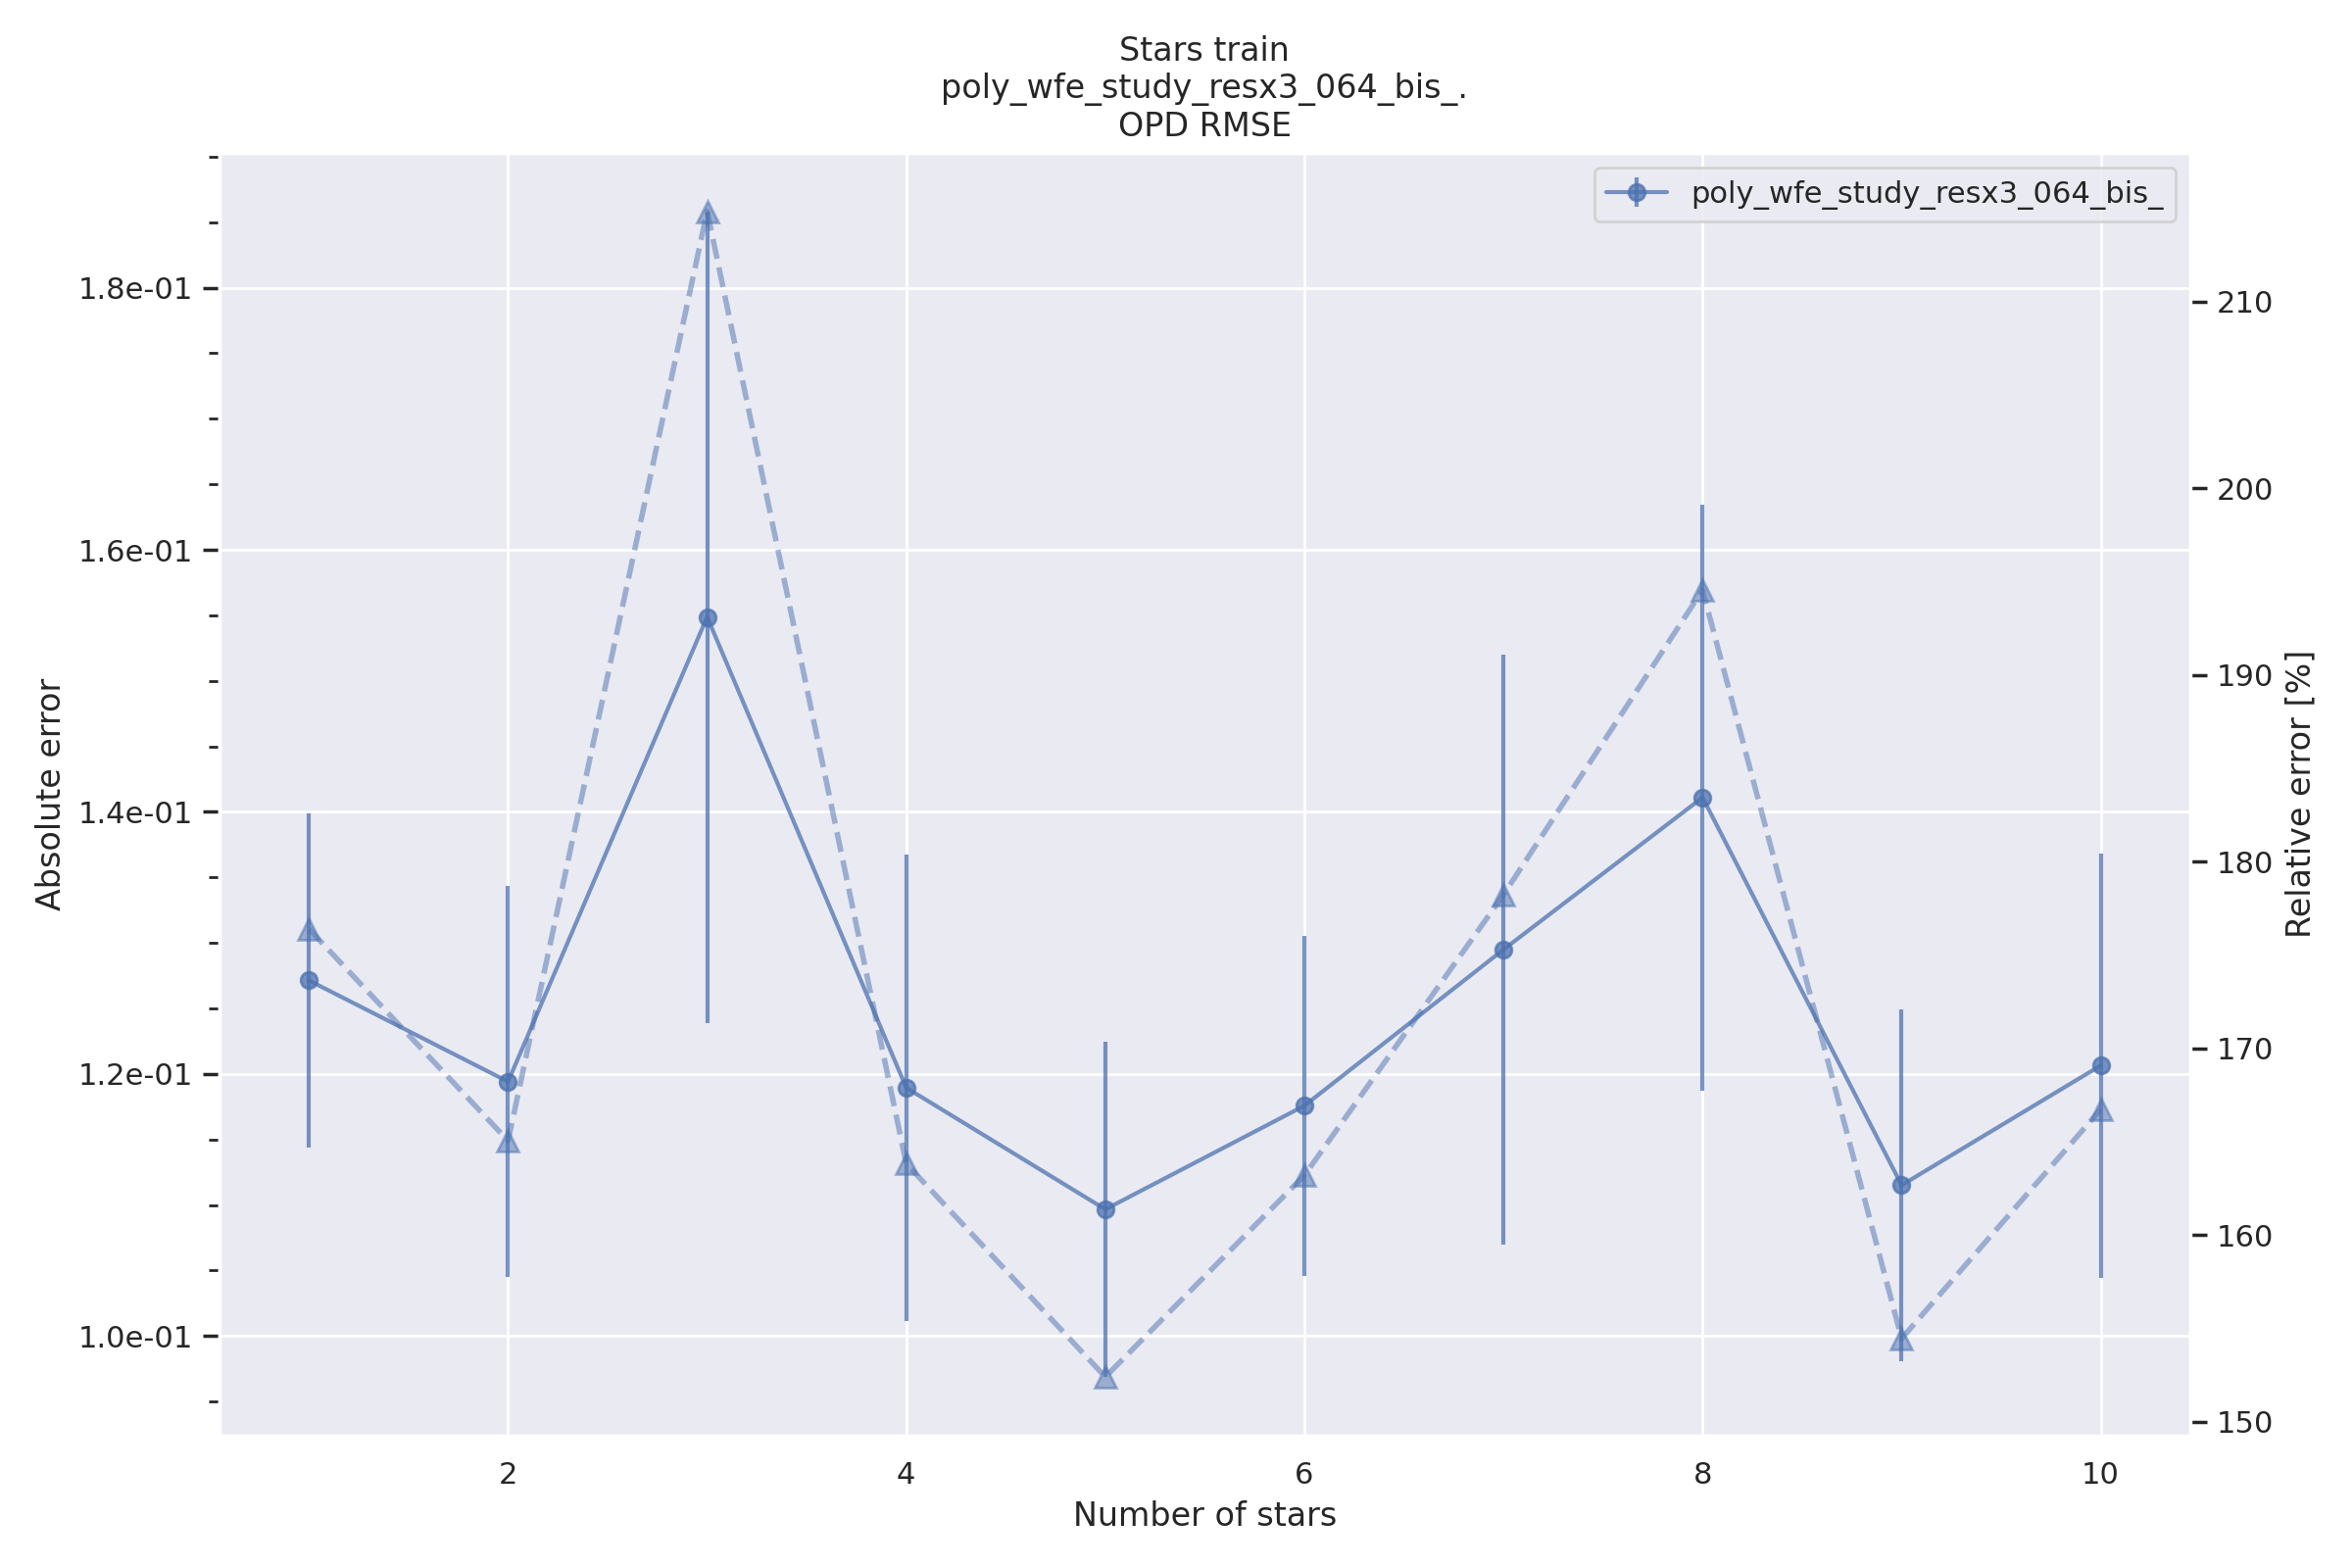 Stars train
poly_wfe_study_resx3_064_bis_.
OPD RMSE
poly_wfe_study_resx3_064_bis_
Absolute error
1.8e-01
1.6e-01
1.4e-01
1.2e-01
1.0e-01
210
200
190
180
170
160
150
Relative error [%]
2 4 6 8 10
Number of stars